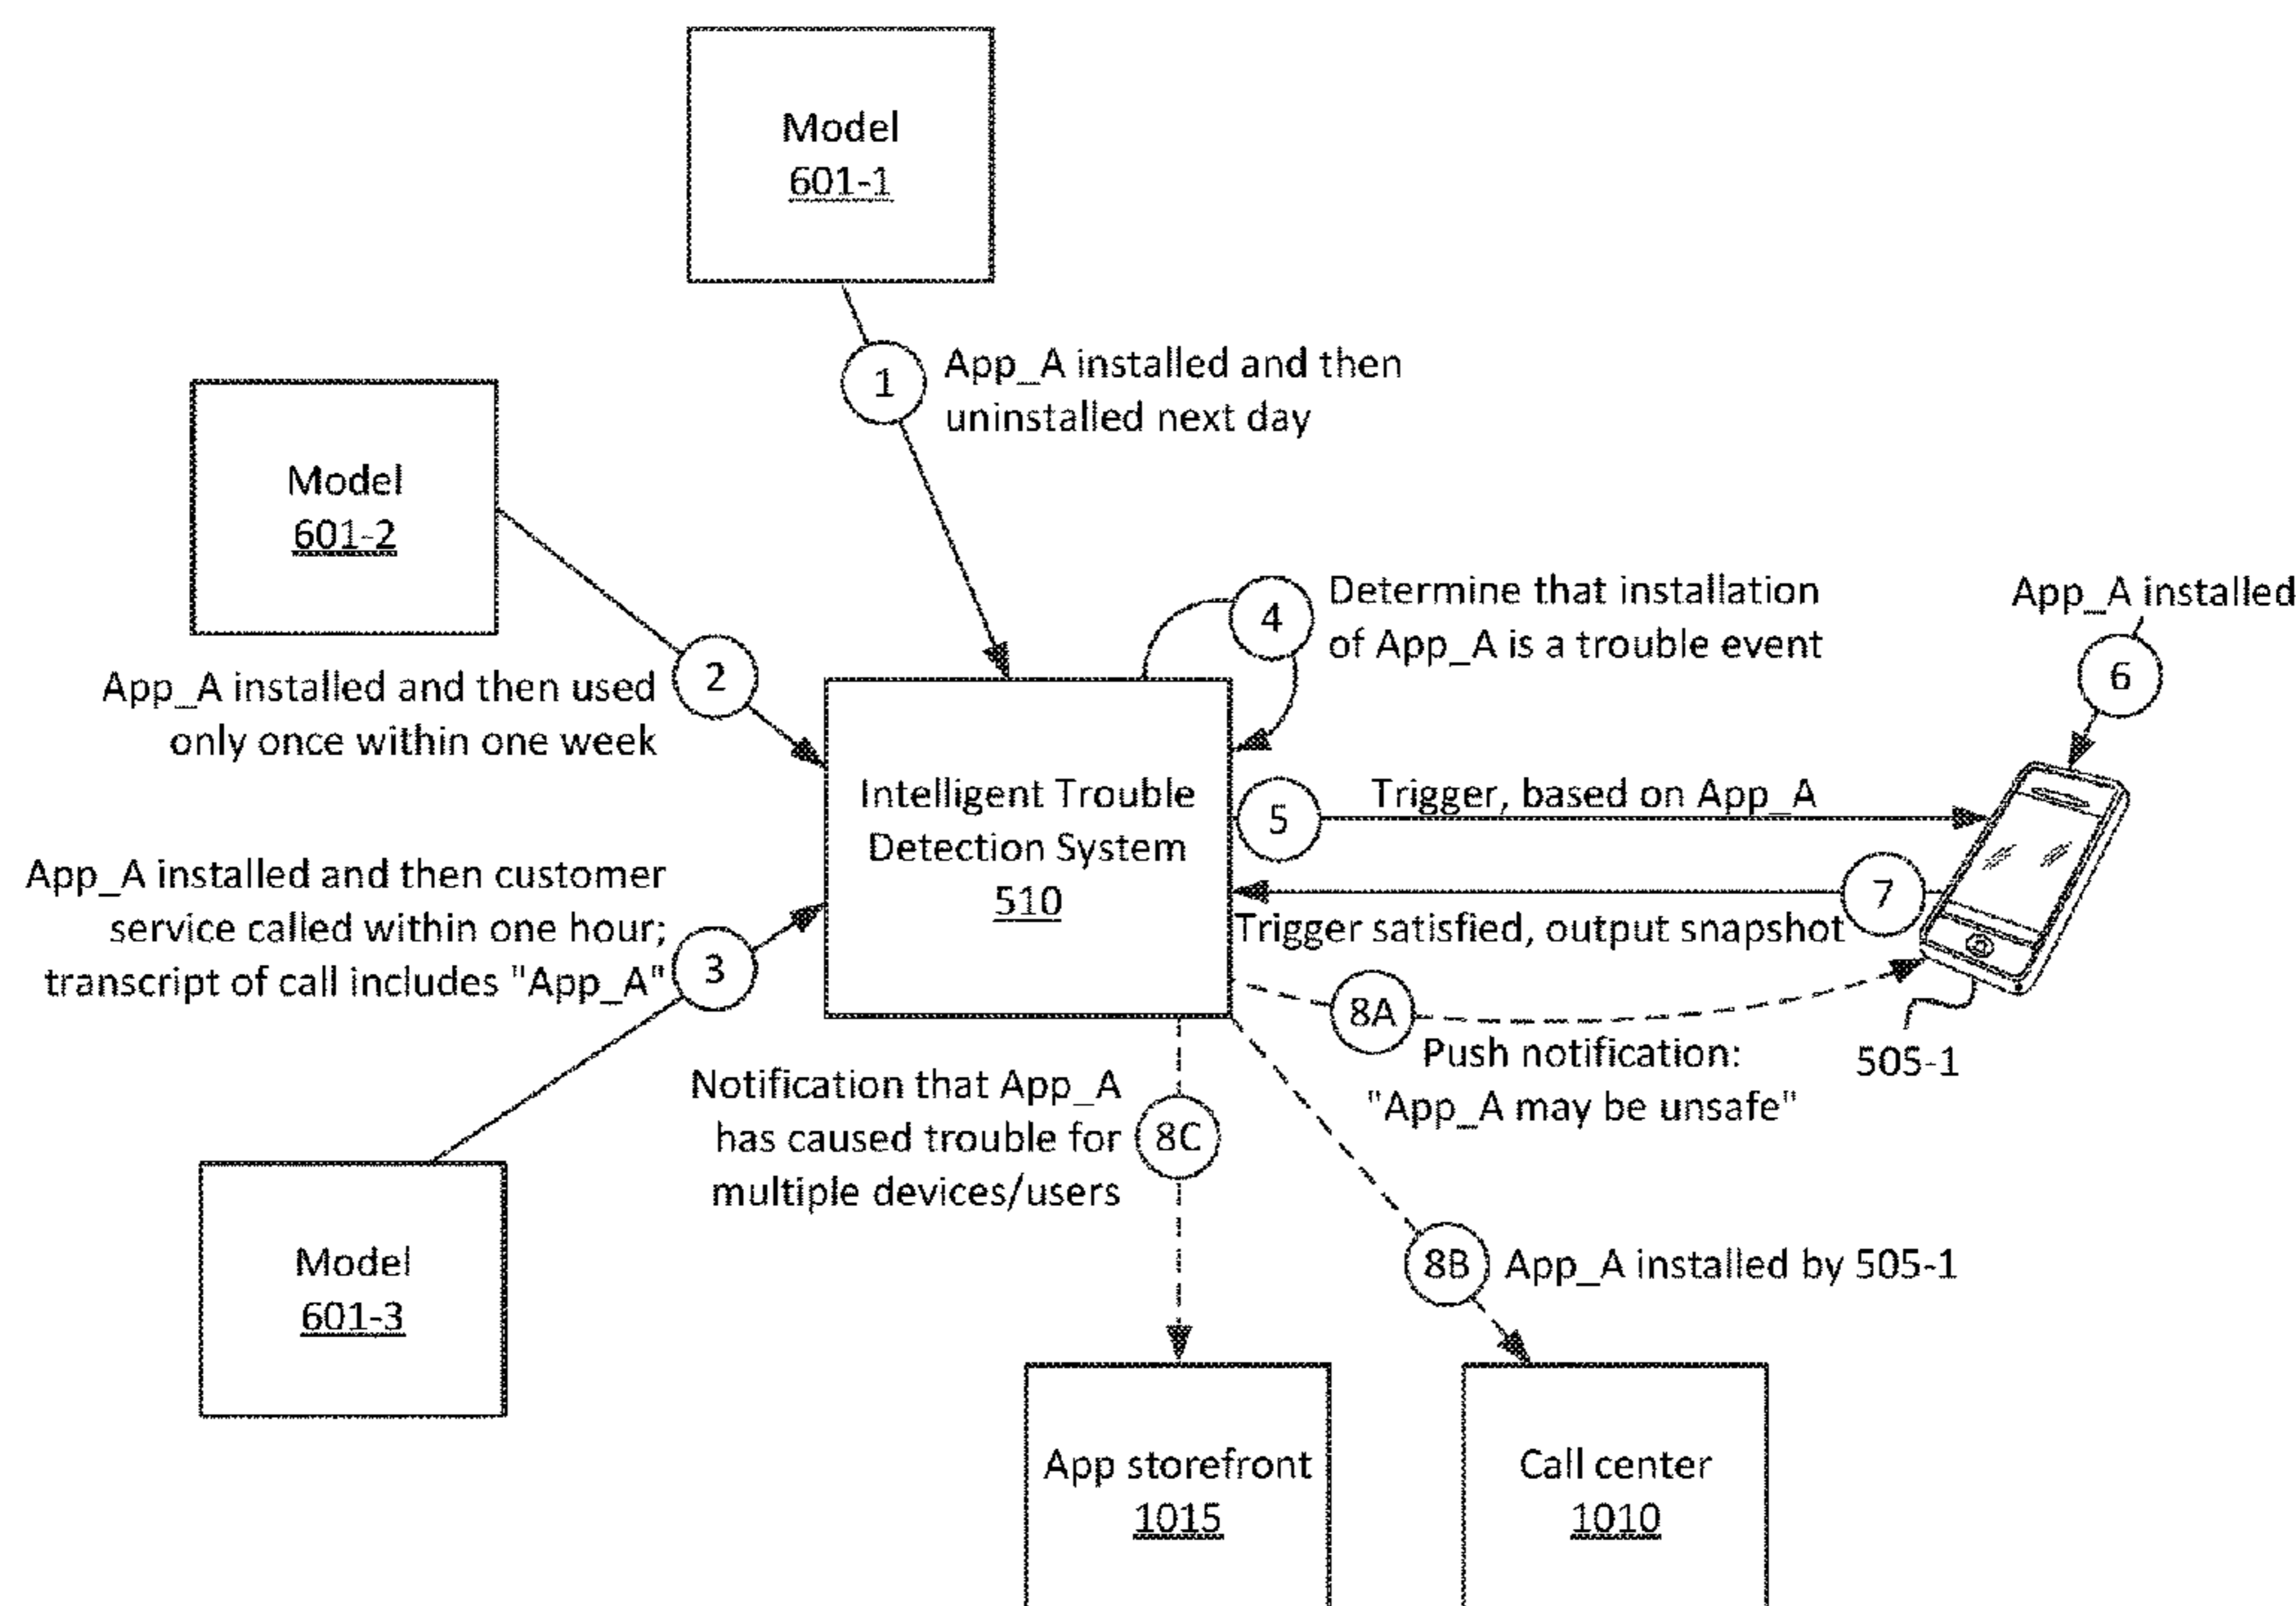 Model
601-1
1
App_A installed and then
uninstalled next day
Model
601-2
2
App_A installed and then used
only once within one week
4
Determine that installation
of App_A is a trouble event
App_A installed
6
Intelligent Trouble
Detection System
510
5
Trigger, based on App_A
7
Trigger satisfied, output snapshot
App_A installed and then customer
service called within one hour;
transcript of call includes "App_A"
3
8A
Push notification:
"App_A may be unsafe"
505-1
Notification that App_A
has caused trouble for
multiple devices/users
8C
8B
App_A installed by 505-1
Model
601-3
App storefront
1015
Call center
1010